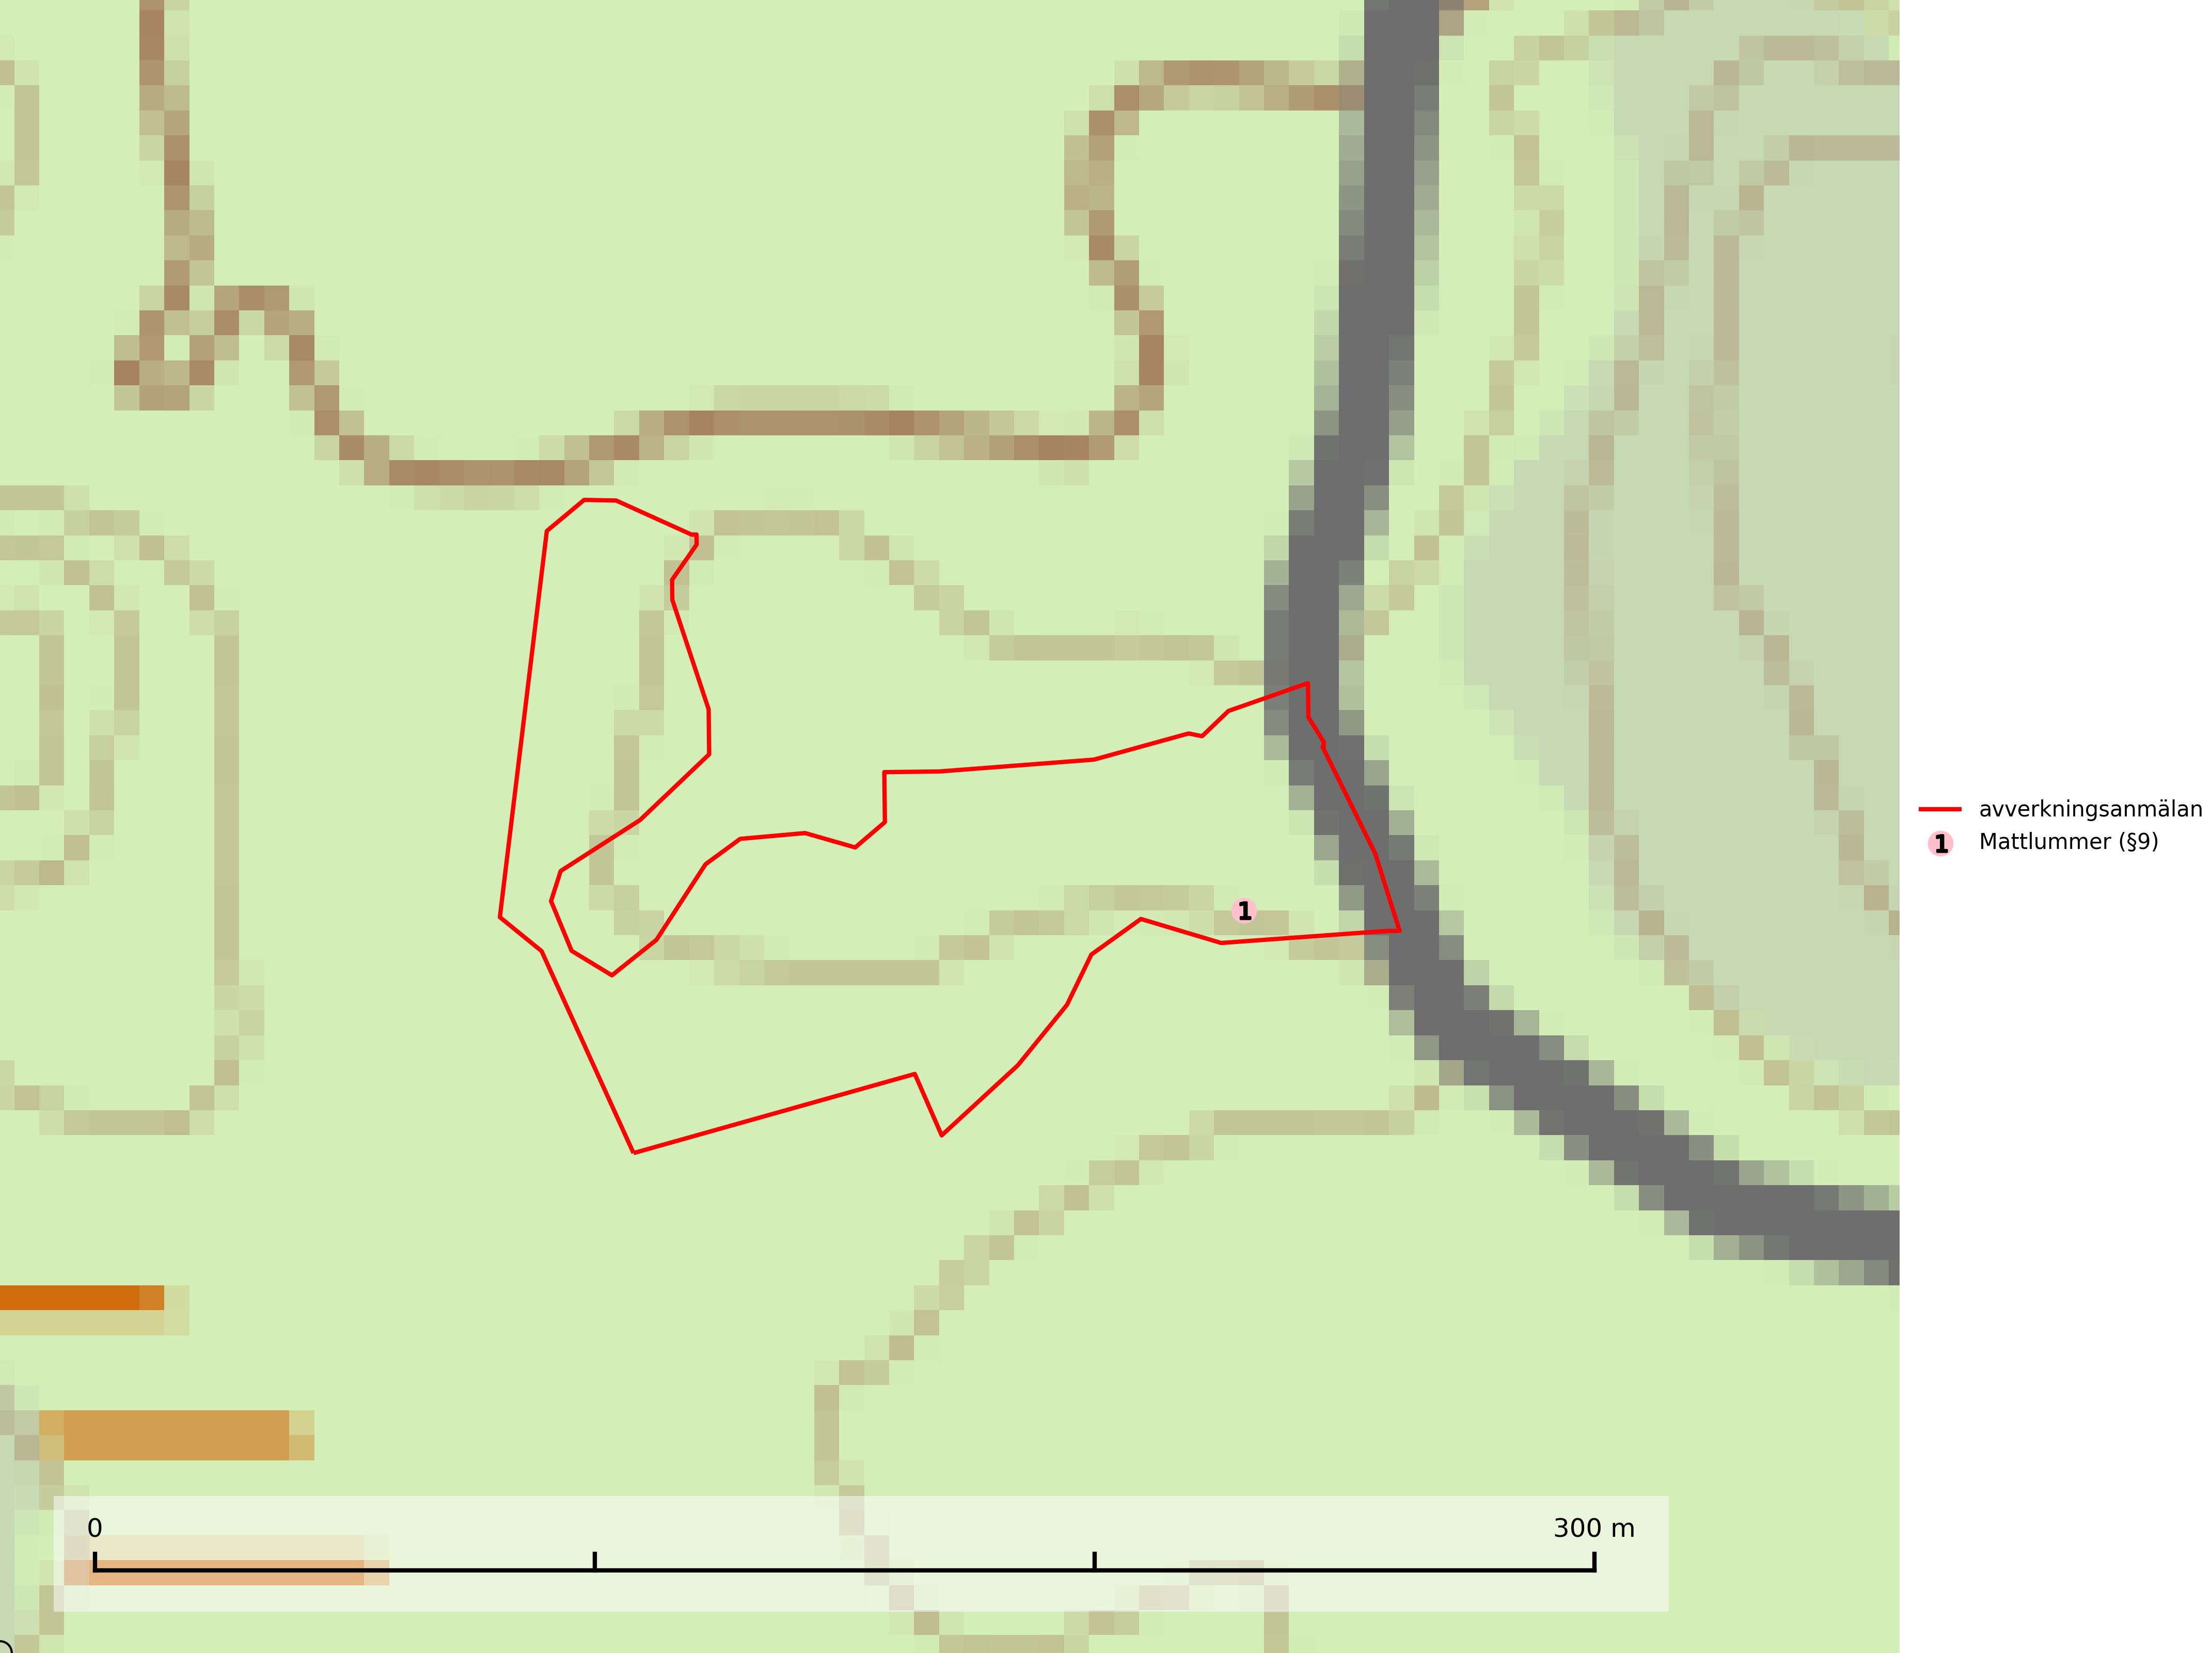 avverkningsanmälan
1 Mattlummer (§9)
1
0 300 m